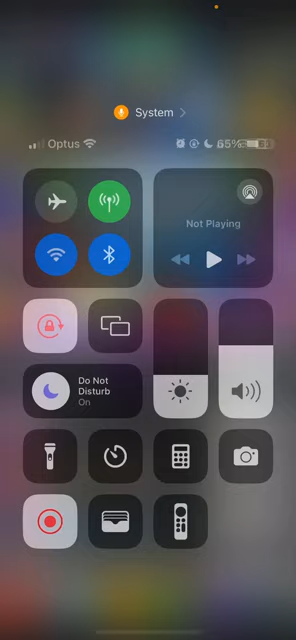 System
Optus 65%
Not Playing
Do Not
Disturb
On